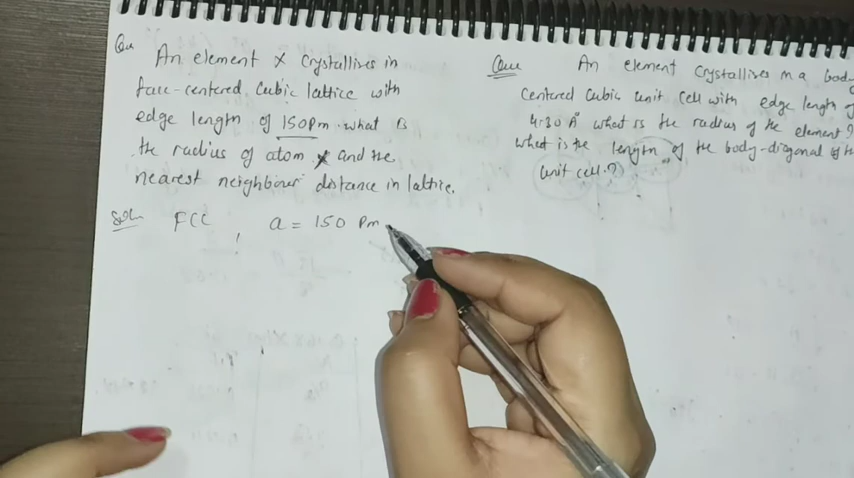 Qu An element X Crystallises in
face-centered Cubic lattice with
edge length of 150pm. what is
the radius of atom X and the
nearest neighbour distance in lattice.
Soln FCC , a = 150 Pm
Que An element Crystallises in a body
Centered Cubic unit cell with edge length of
4.30 A° what is the radius of the element?
what is the length of the body-diagonal of the
unit cell?